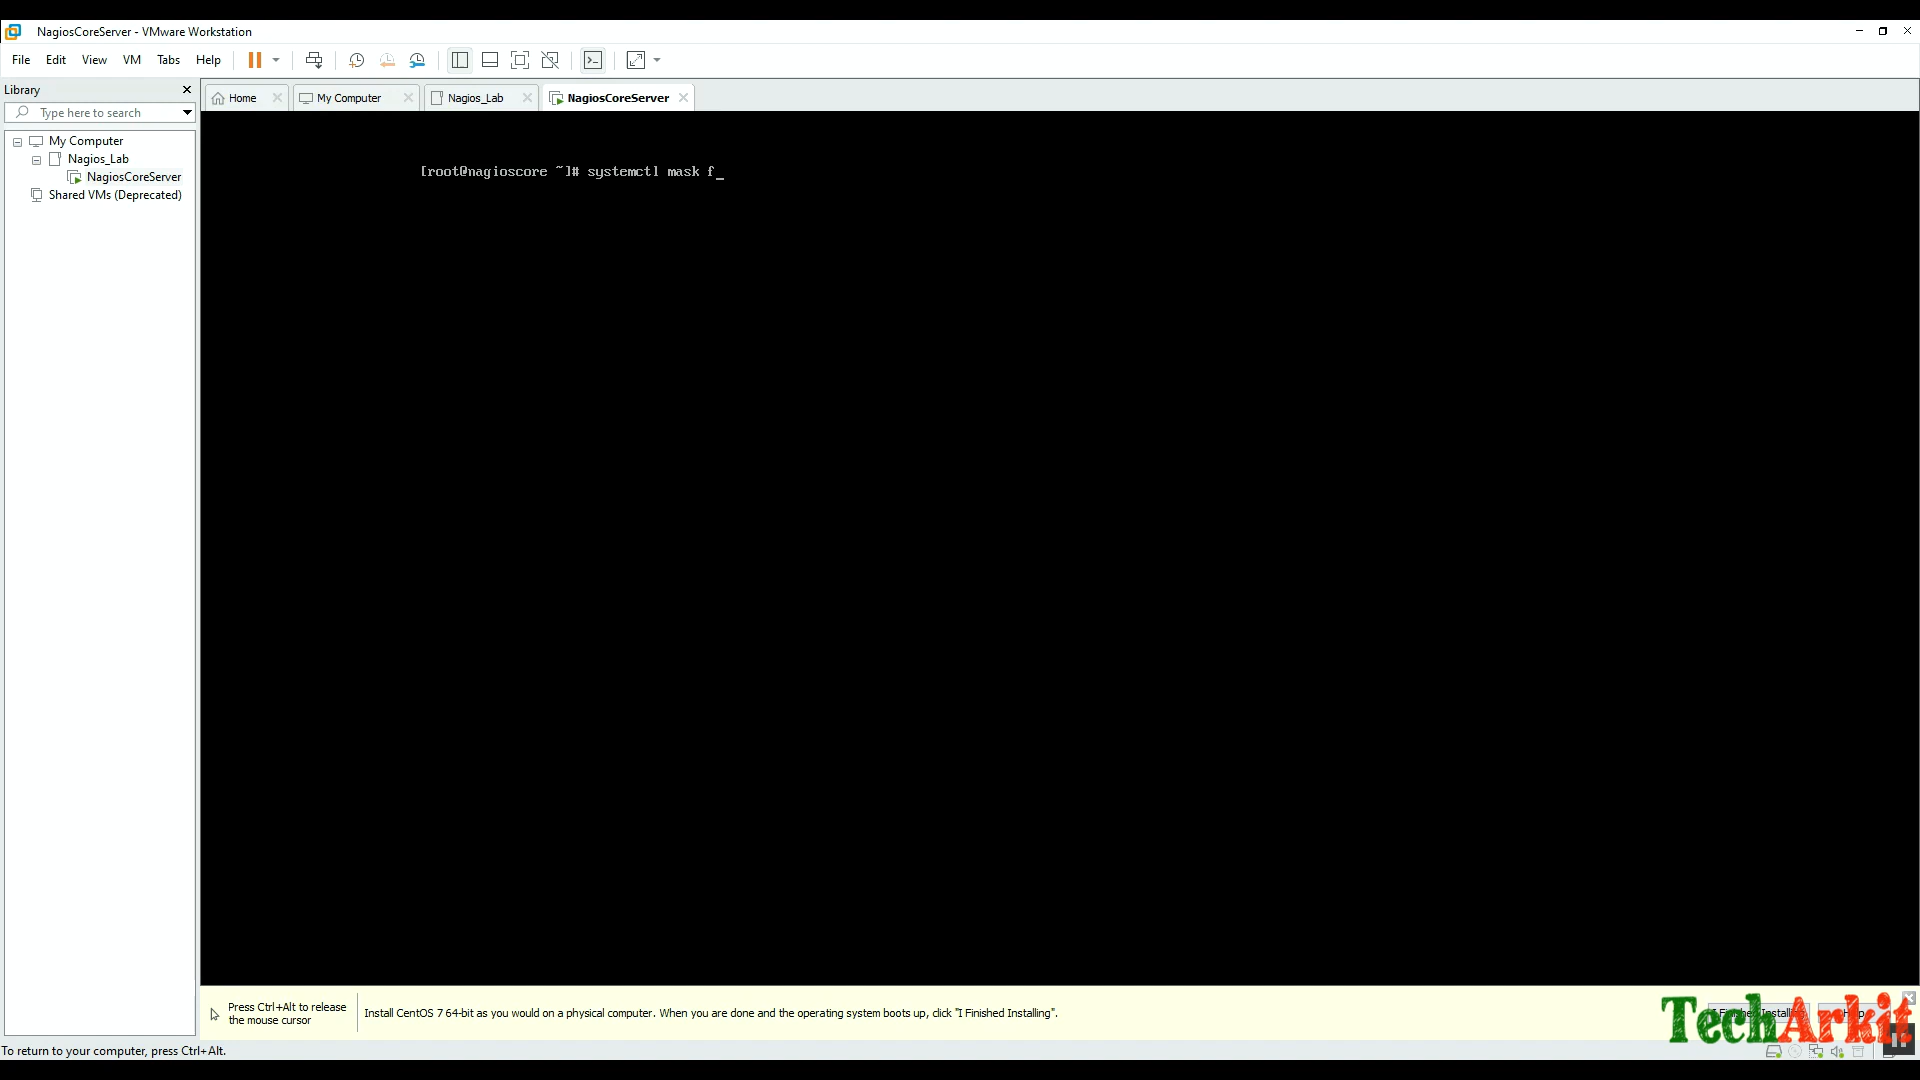 NagiosCoreServer - VMware Workstation
File Edit View VM Tabs Help
Library
Type here to search
Home
My Computer
Nagios_Lab
NagiosCoreServer
My Computer
Nagios_Lab
NagiosCoreServer
Shared VMs (Deprecated)
[root@nagioscore ~]# systemctl mask f_
Press Ctrl+Alt to release
the mouse cursor
Install CentOS 7 64-bit as you would on a physical computer. When you are done and the operating system boots up, click "I Finished Installing".
TechArkit
To return to your computer, press Ctrl+Alt.